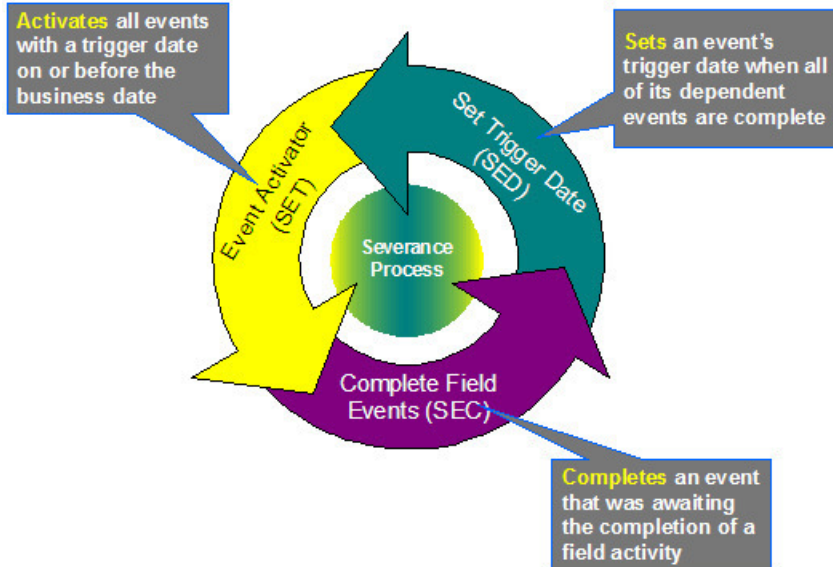 Activates all events
with a trigger date
on or before the
business date
Sets an event's
trigger date when all
of its dependent
events are complete
Set Trigger Date
(SED)
Event Activator
(SET)
Severance
Process
Complete Field
Events (SEC)
Completes an event
that was awaiting
the completion of a
field activity